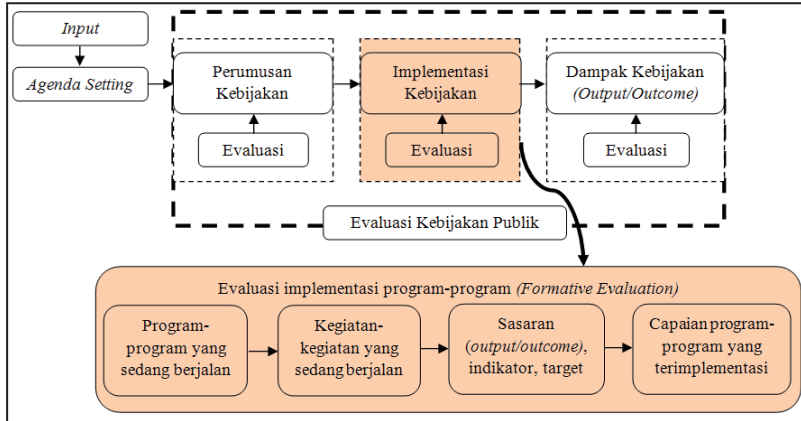 Input
Agenda Setting
Perumusan
Kebijakan
Evaluasi
Implementasi
Kebijakan
Evaluasi
Dampak Kebijakan
(Output/Outcome)
Evaluasi
Evaluasi Kebijakan Publik
Evaluasi implementasi program-program (Formative Evaluation)
Program-
program yang
sedang berjalan
Kegiatan-
kegiatan yang
sedang berjalan
Sasaran
(output/outcome),
indikator, target
Capaian program-
program yang
terimplementasi